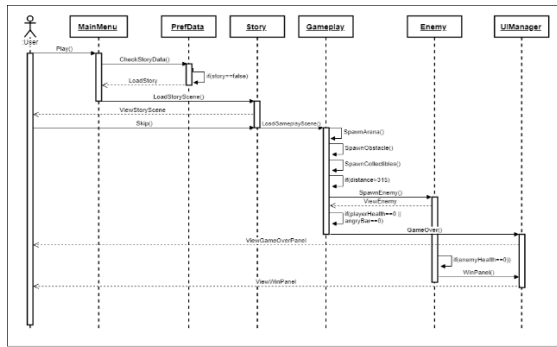 MainMenu
PrefData
Story
Gameplay
Enemy
UIManager
:User
Play()
CheckStoryData()
if(story==false)
LoadStory
LoadStoryScene()
ViewStoryScene
Skip()
LoadGameplayScene()
SpawnArena()
SpawnObstacle()
SpawnCollectibles()
if(distance>315)
SpawnEnemy()
ViewEnemy
if(playerHealth==0 ||
angryBar==0)
GameOver()
ViewGameOverPanel
if(enemyHealth==0))
WinPanel()
ViewWinPanel